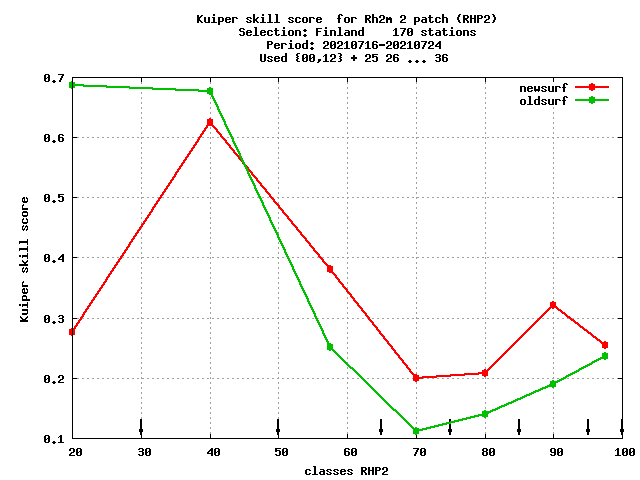 Kuiper skill score  for Rh2m 2 patch (RHP2)
Selection: Finland    170 stations
Period: 20210716-20210724
Used {00,12} + 25 26 ... 36
newsurf
oldsurf
Kuiper skill score
0.7
0.6
0.5
0.4
0.3
0.2
0.1
20 30 40 50 60 70 80 90 100
classes RHP2